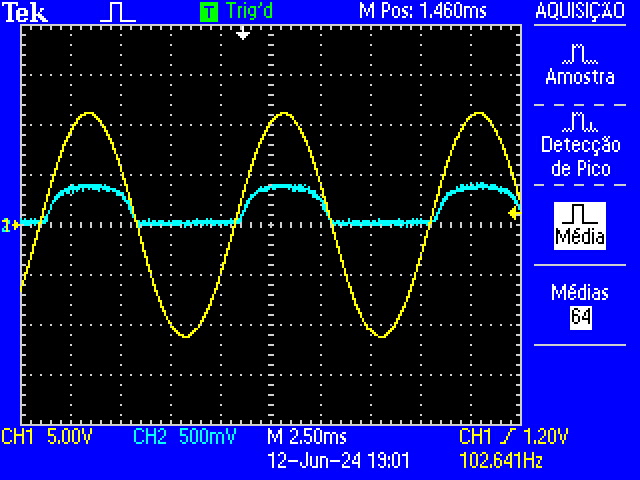 Tek T Trig'd M Pos: 1.460ms AQUISIÇÃO
Amostra
Detecção
de Pico
Média
Médias
64
CH1 5.00V CH2 500mV M 2.50ms CH1 1.20V
12-Jun-24 19:01 102.641Hz